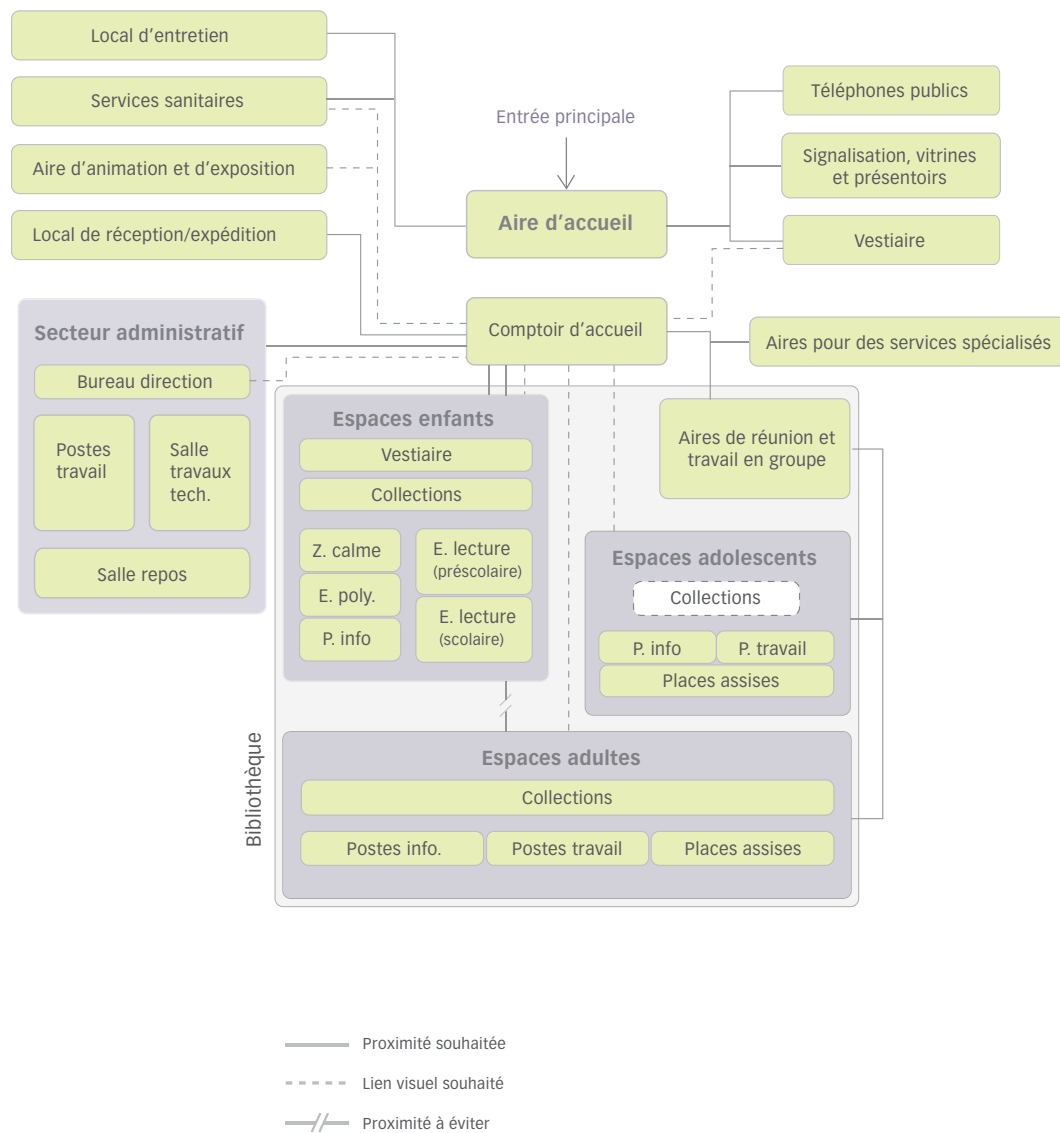 Local d'entretien
Services sanitaires
Aire d'animation et d'exposition
Local de réception/expédition
Entrée principale
Aire d'accueil
Téléphones publics
Signalisation, vitrines
et présentoirs
Vestiaire
Comptoir d'accueil
Aires pour des services spécialisés
Secteur administratif
Bureau direction
Postes
travail
Salle
travaux
tech.
Salle repos
Bibliothèque
Espaces enfants
Vestiaire
Collections
Z. calme
E. poly.
P. info
E. lecture
(préscolaire)
E. lecture
(scolaire)
Aires de réunion et
travail en groupe
Espaces adolescents
Collections
P. info
P. travail
Places assises
Espaces adultes
Collections
Postes info.
Postes travail
Places assises
Proximité souhaitée
Lien visuel souhaité
Proximité à éviter